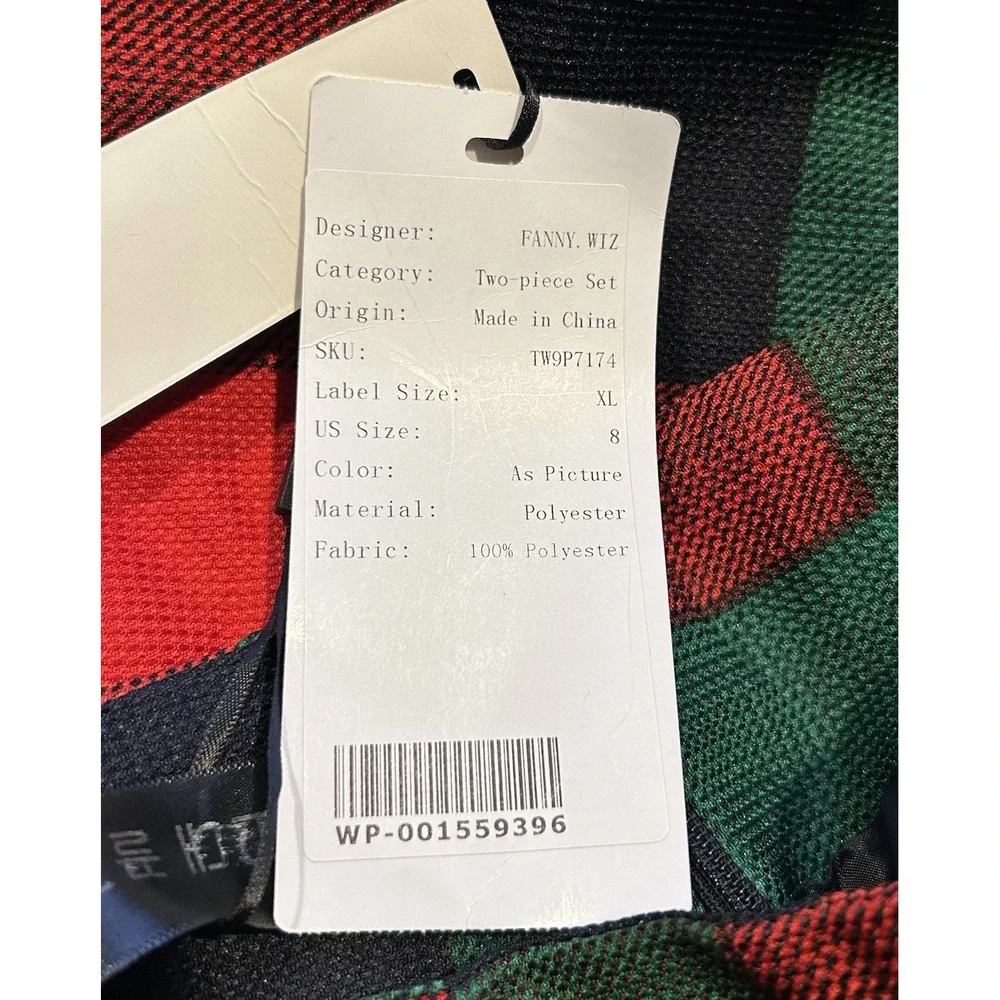 Designer: FANNY.WIZ
Category: Two-piece Set
Origin: Made in China
SKU: TW9P7174
Label Size: XL
US Size: 8
Color: As Picture
Material: Polyester
Fabric: 100% Polyester
WP-001559396